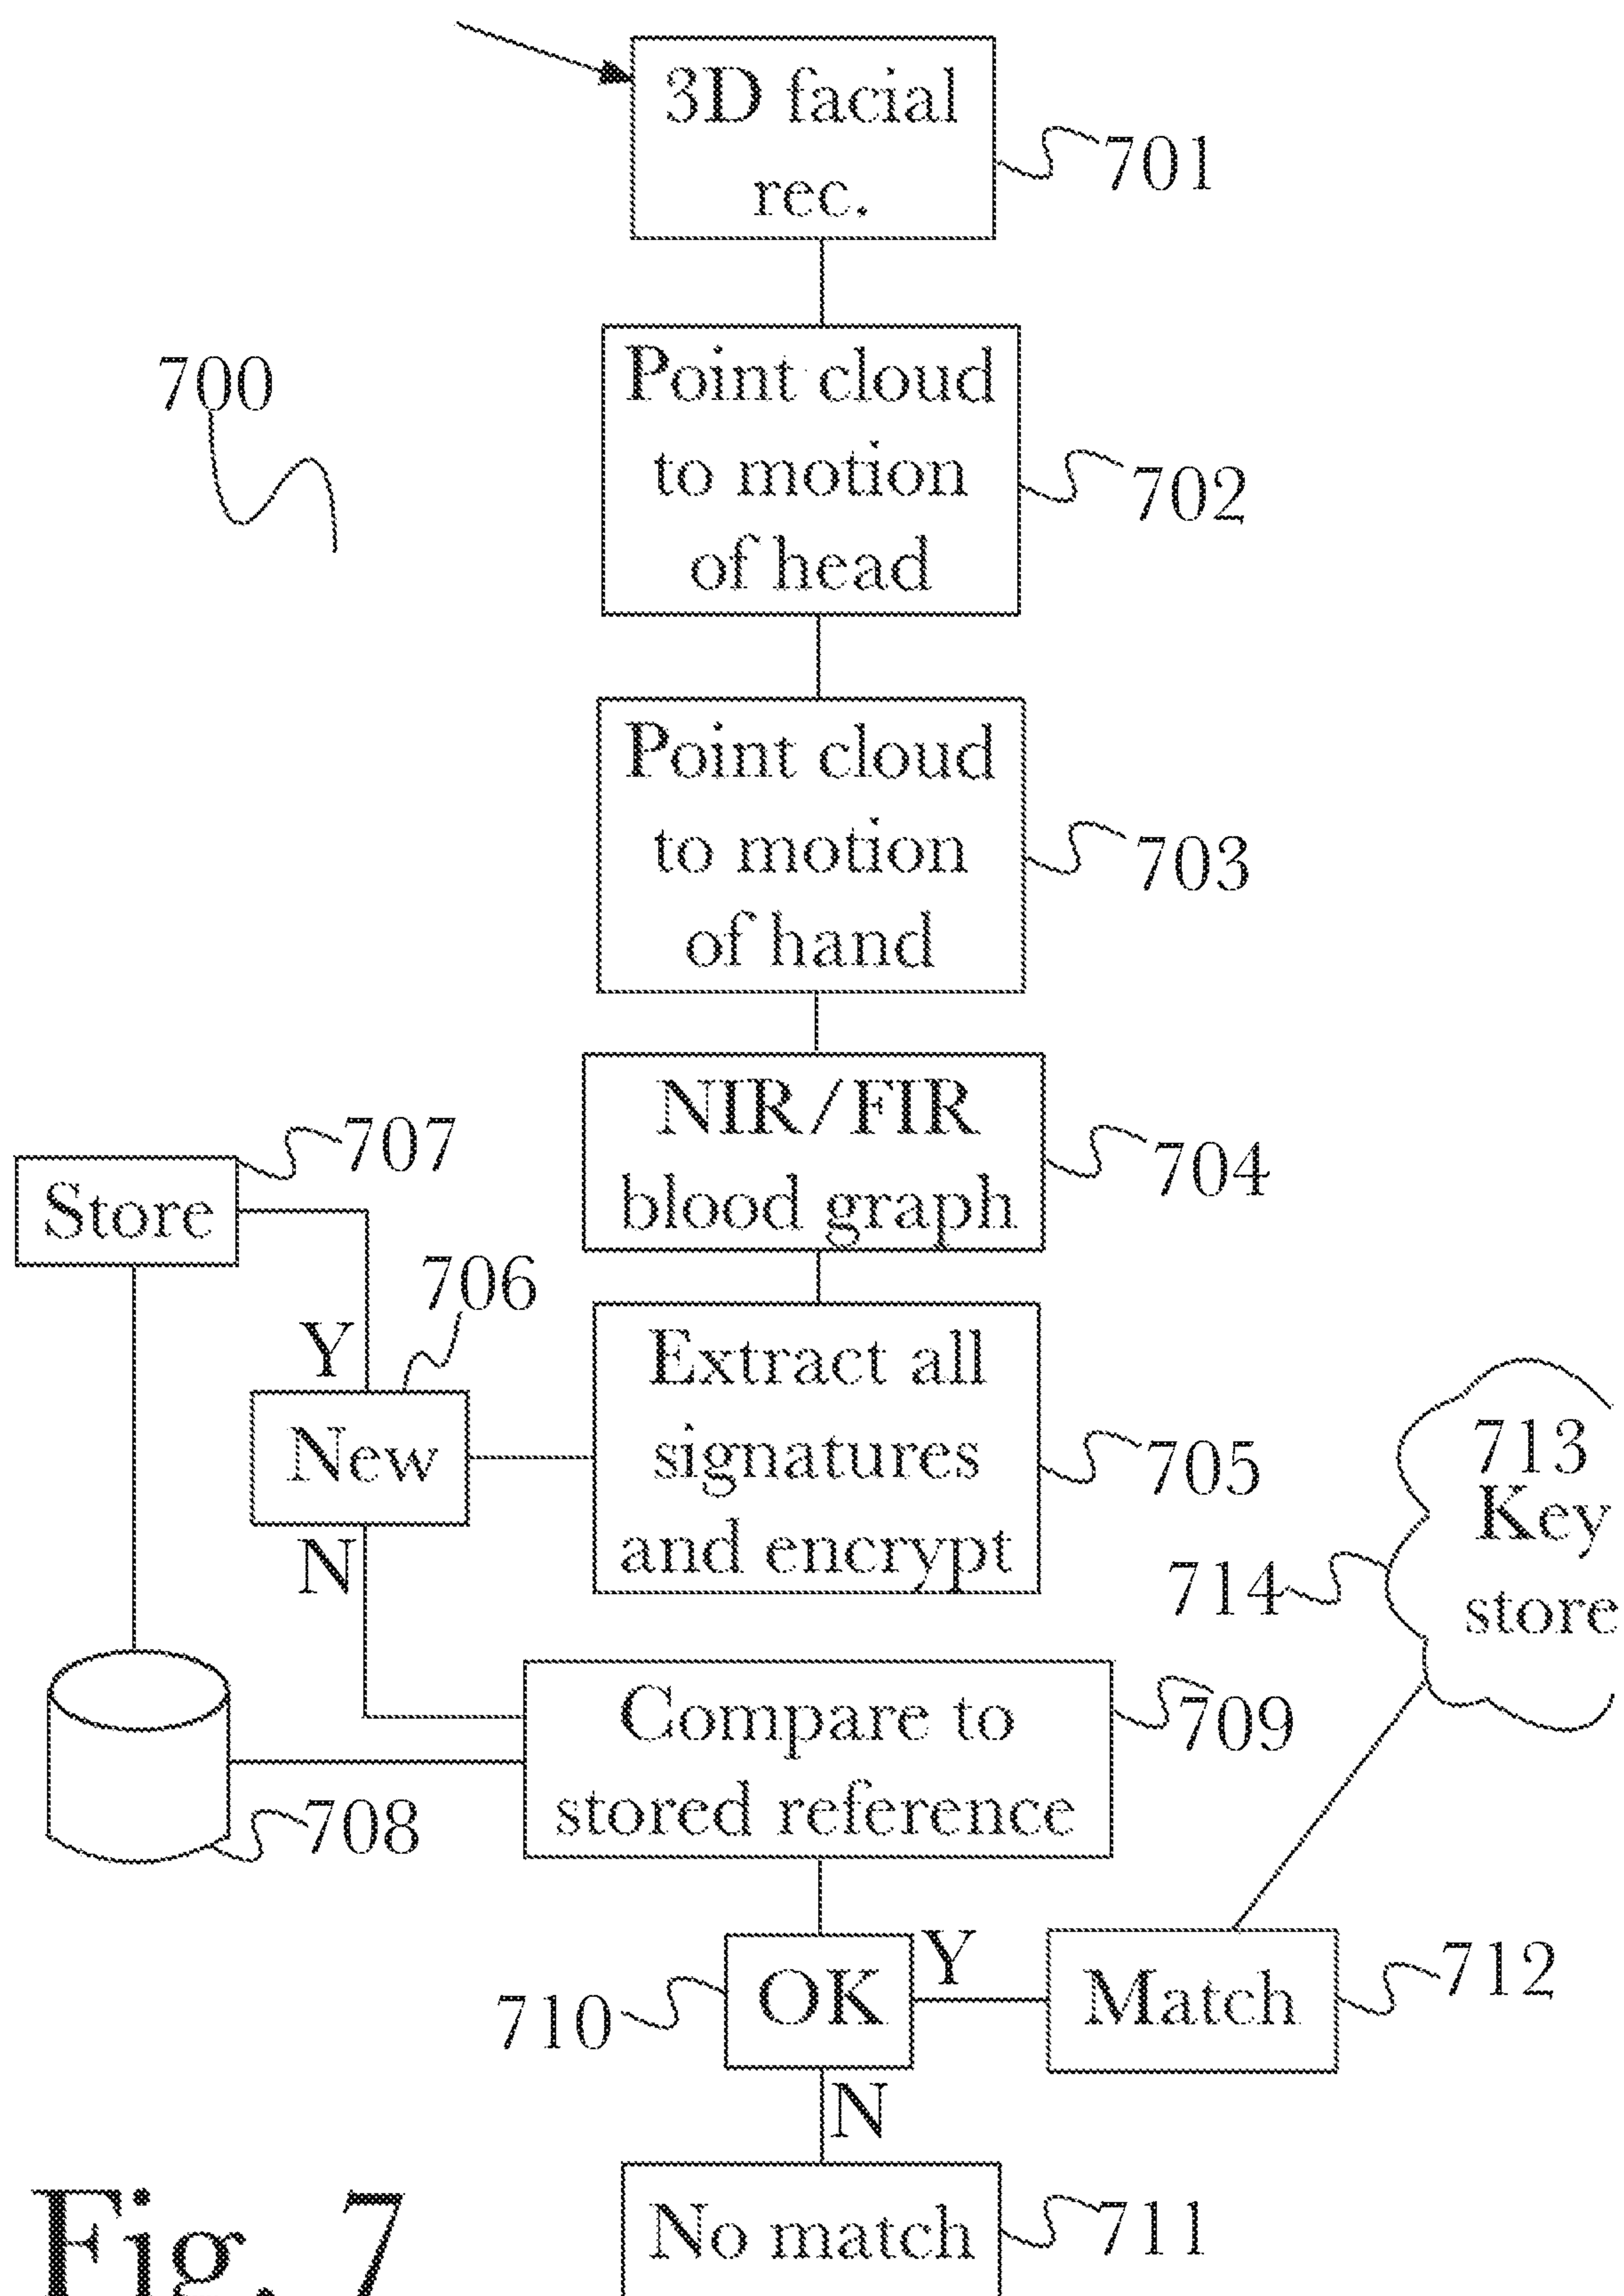 3D facial
rec.
701
700
Point cloud
to motion
of head
702
Point cloud
to motion
of hand
703
NIR/FIR
blood graph
704
707
Store
706
Y
New
N
Extract all
signatures
and encrypt
705
713
Key
store
714
Compare to
stored reference
709
708
710
OK
Y
Match
712
N
No match
711
Fig. 7